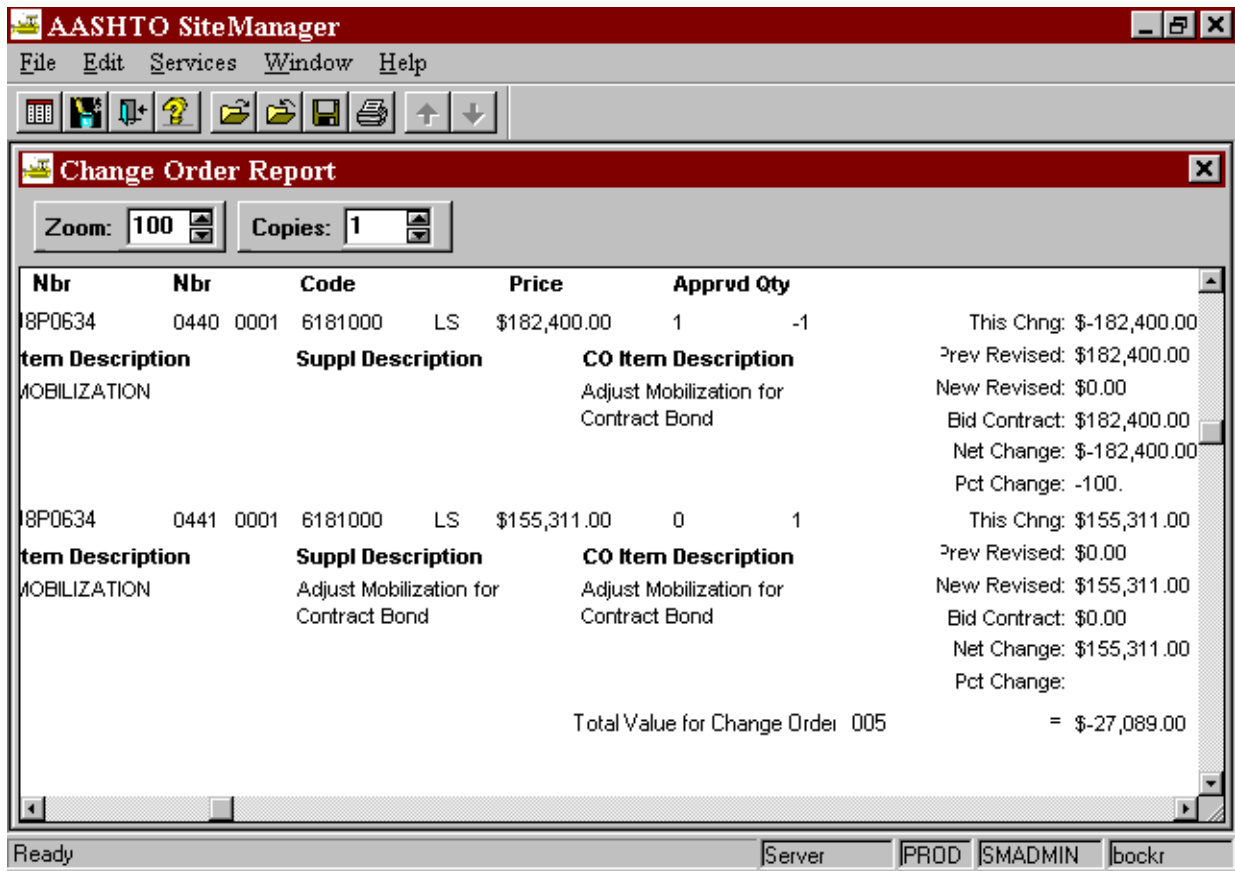 AASHTO SiteManager
File Edit Services Window Help
Change Order Report
Zoom: 100 Copies: 1
Nbr Nbr Code Price Apprvd Qty
J8P0634 0440 0001 6181000 LS $182,400.00 1 -1 This Chng: $-182,400.00
tem Description Suppl Description CO Item Description Prev Revised: $182,400.00
MOBILIZATION Adjust Mobilization for New Revised: $0.00
Contract Bond Bid Contract: $182,400.00
Net Change: $-182,400.00
Pct Change: -100.
J8P0634 0441 0001 6181000 LS $155,311.00 0 1 This Chng: $155,311.00
tem Description Suppl Description CO Item Description Prev Revised: $0.00
MOBILIZATION Adjust Mobilization for Adjust Mobilization for New Revised: $155,311.00
Contract Bond Contract Bond Bid Contract: $0.00
Net Change: $155,311.00
Pct Change:
Total Value for Change Order 005 = $-27,089.00
Ready Server PROD SMADMIN bockr